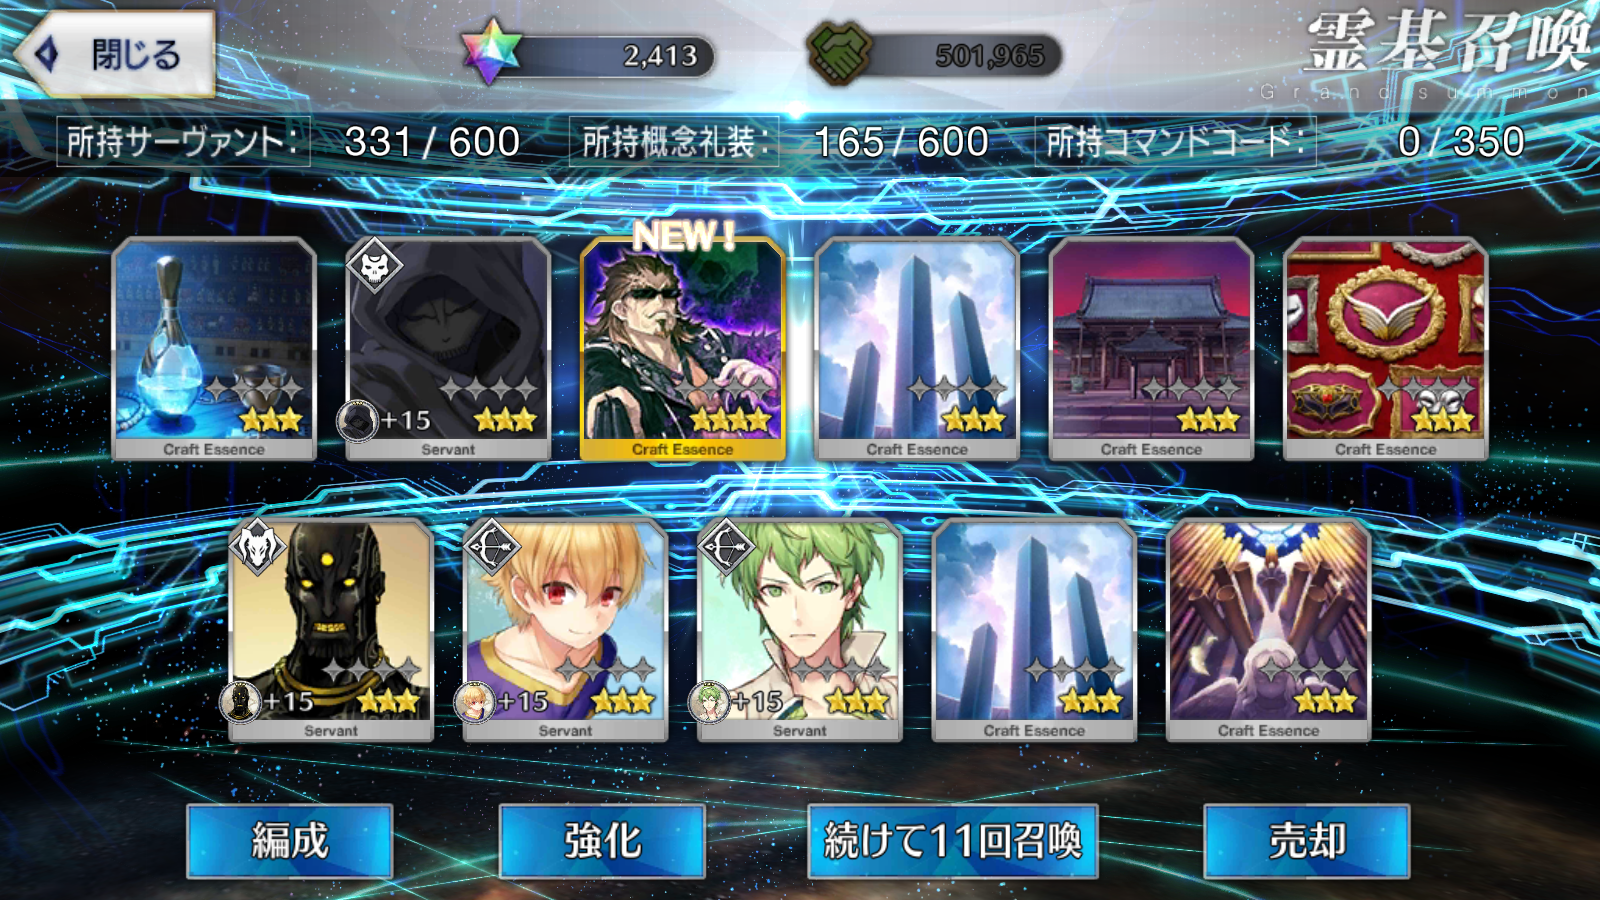 閉じる
2,413
501,965
霊基召喚
Grand summon
所持サーヴァント: 331 / 600
所持概念礼装: 165 / 600
所持コマンドコード: 0 / 350
NEW!
+15
Craft Essence
Servant
Craft Essence
Craft Essence
Craft Essence
Craft Essence
+15
+15
+15
Servant
Servant
Servant
Craft Essence
Craft Essence
編成
強化
続けて11回召喚
売却